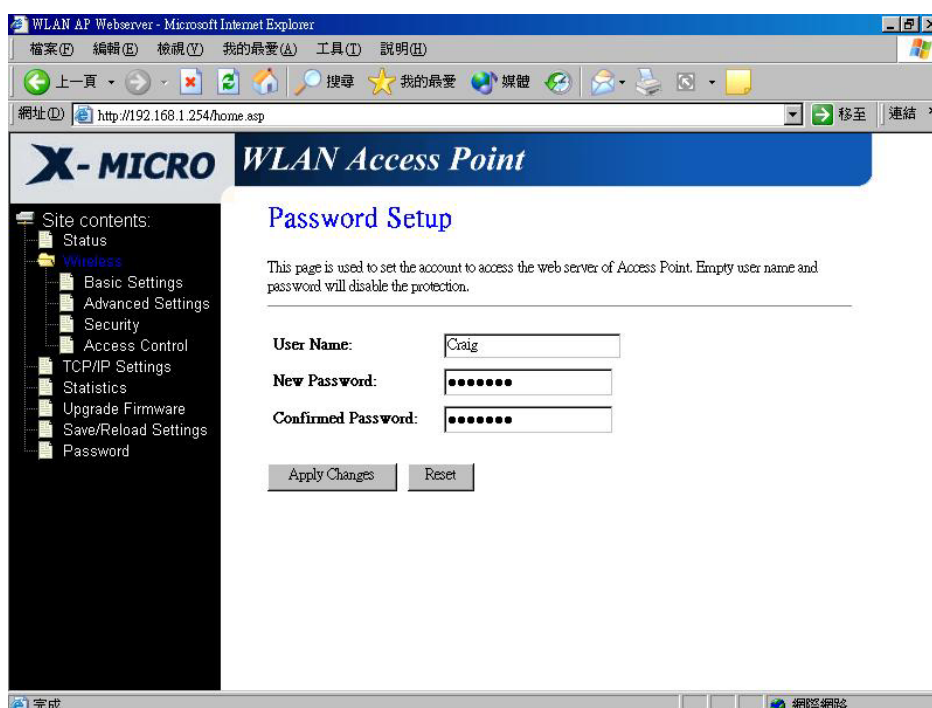 WLAN AP Webserver - Microsoft Internet Explorer
檔案(F) 編輯(E) 檢視(V) 我的最愛(A) 工具(T) 說明(H)
上一頁 搜尋 我的最愛 媒體
網址(D) http://192.168.1.254/home.asp 移至 連結
X-MICRO WLAN Access Point
Site contents:
Status
Wireless
Basic Settings
Advanced Settings
Security
Access Control
TCP/IP Settings
Statistics
Upgrade Firmware
Save/Reload Settings
Password
Password Setup
This page is used to set the account to access the web server of Access Point. Empty user name and
password will disable the protection.
User Name: Craig
New Password: ●●●●●●●
Confirmed Password: ●●●●●●●
Apply Changes Reset
完成 網際網路